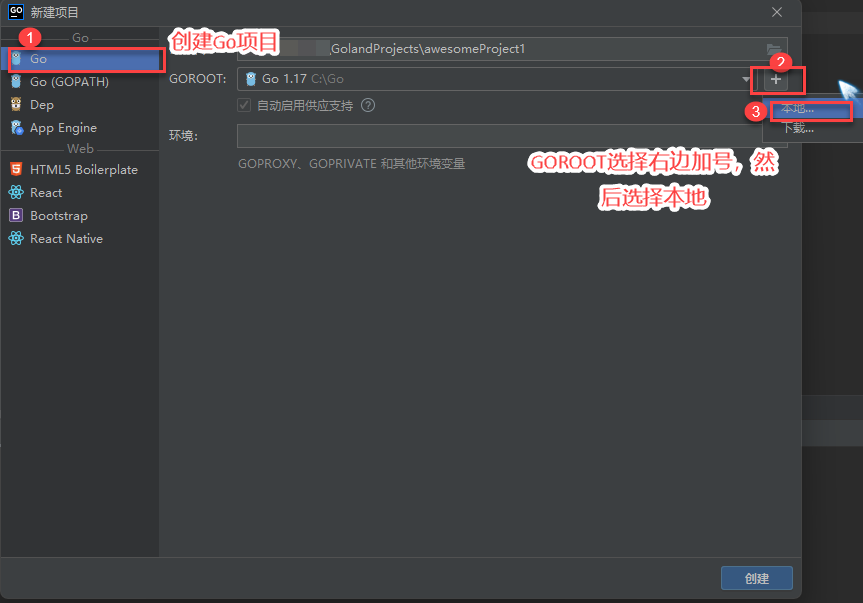 GO 新建项目
1
Go
创建Go项目
Go
GolandProjects\awesomeProject1
Go (GOPATH)
GOROOT:
Go 1.17 C:\Go
2
+
Dep
自动启用供应支持 ?
3
本地...
App Engine
环境:
下载...
Web
GOPROXY、GOPRIVATE 和其他环境变量
GOROOT选择右边加号，然
后选择本地
5 HTML5 Boilerplate
React
B Bootstrap
React Native
创建